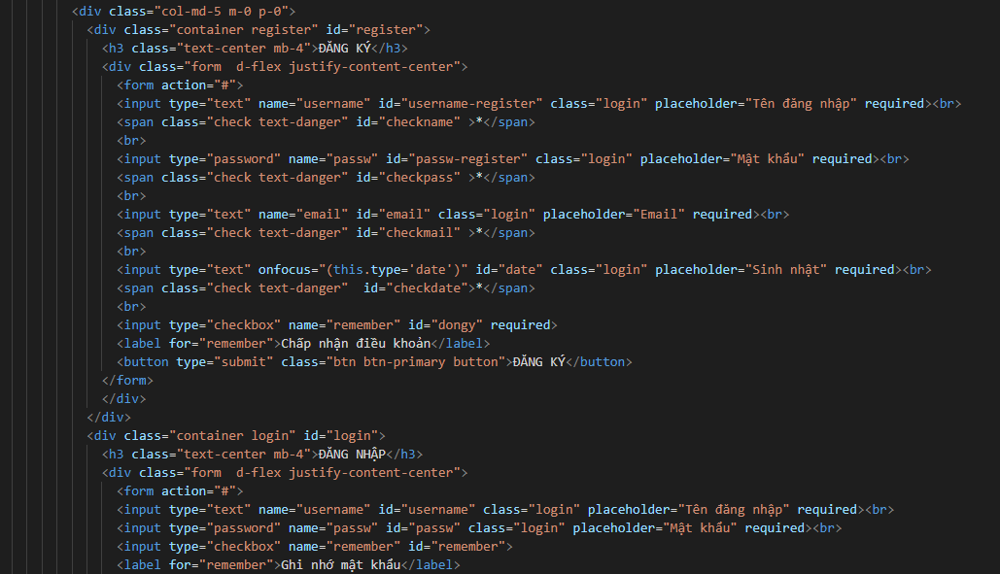 <div class="col-md-5 m-0 p-0">
<div class="container register" id="register">
<h3 class="text-center mb-4">ĐĂNG KÝ</h3>
<div class="form  d-flex justify-content-center">
<form action="#">
<input type="text" name="username" id="username-register" class="login" placeholder="Tên đăng nhập" required><br>
<span class="check text-danger" id="checkname" >*</span>
<br>
<input type="password" name="passw" id="passw-register" class="login" placeholder="Mật khẩu" required><br>
<span class="check text-danger" id="checkpass" >*</span>
<br>
<input type="text" name="email" id="email" class="login" placeholder="Email" required><br>
<span class="check text-danger" id="checkmail" >*</span>
<br>
<input type="text" onfocus="(this.type='date')" id="date" class="login" placeholder="Sinh nhật" required><br>
<span class="check text-danger"  id="checkdate">*</span>
<br>
<input type="checkbox" name="remember" id="dongy" required>
<label for="remember">Chấp nhận điều khoản</label>
<button type="submit" class="btn btn-primary button">ĐĂNG KÝ</button>
</form>
</div>
</div>
<div class="container login" id="login">
<h3 class="text-center mb-4">ĐĂNG NHẬP</h3>
<div class="form  d-flex justify-content-center">
<form action="#">
<input type="text" name="username" id="username" class="login" placeholder="Tên đăng nhập" required><br>
<input type="password" name="passw" id="passw" class="login" placeholder="Mật khẩu" required><br>
<input type="checkbox" name="remember" id="remember">
<label for="remember">Ghi nhớ mật khẩu</label>